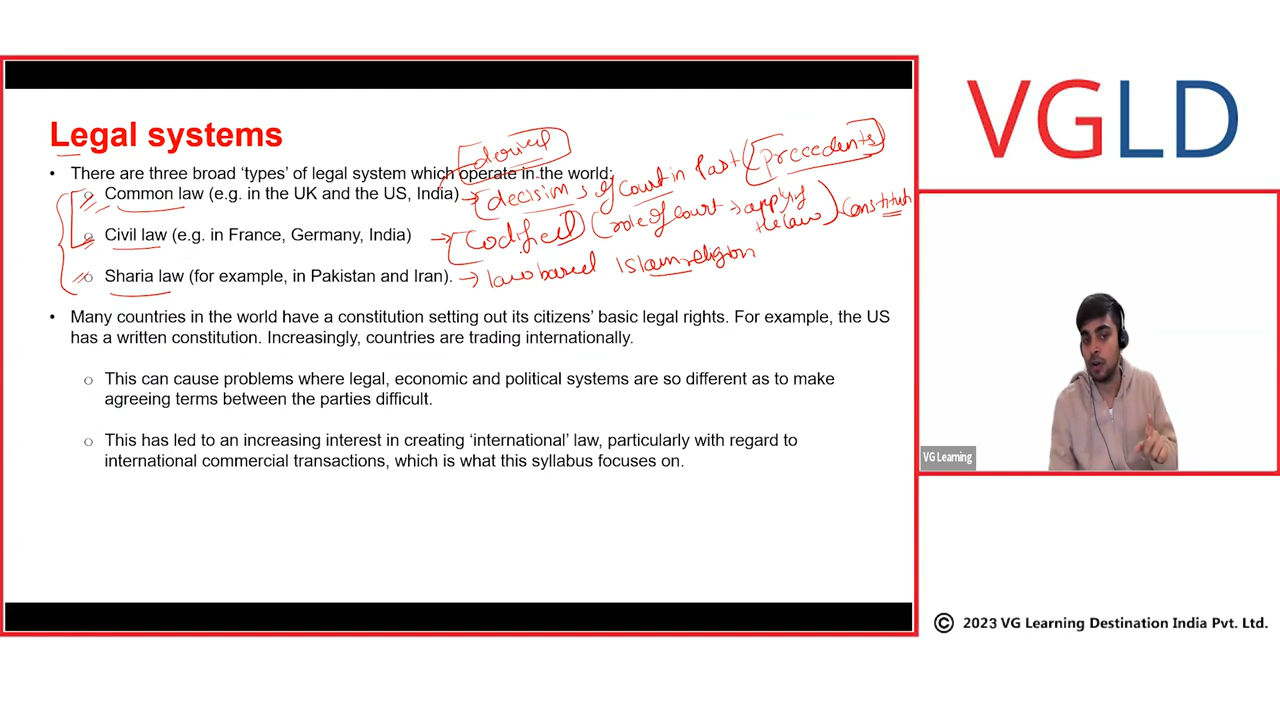 VGLD
Legal systems
derived
• There are three broad ‘types’ of legal system which operate in the world:
○ Common law (e.g. in the UK and the US, India) → decisions of court in past precedents
○ Civil law (e.g. in France, Germany, India) → Codified (role of court → applying the law)
○ Sharia law (for example, in Pakistan and Iran). → law based Islam religion
• Many countries in the world have a constitution setting out its citizens’ basic legal rights. For example, the US
has a written constitution. Increasingly, countries are trading internationally.
○ This can cause problems where legal, economic and political systems are so different as to make
agreeing terms between the parties difficult.
○ This has led to an increasing interest in creating ‘international’ law, particularly with regard to
international commercial transactions, which is what this syllabus focuses on.
VG Learning
© 2023 VG Learning Destination India Pvt. Ltd.